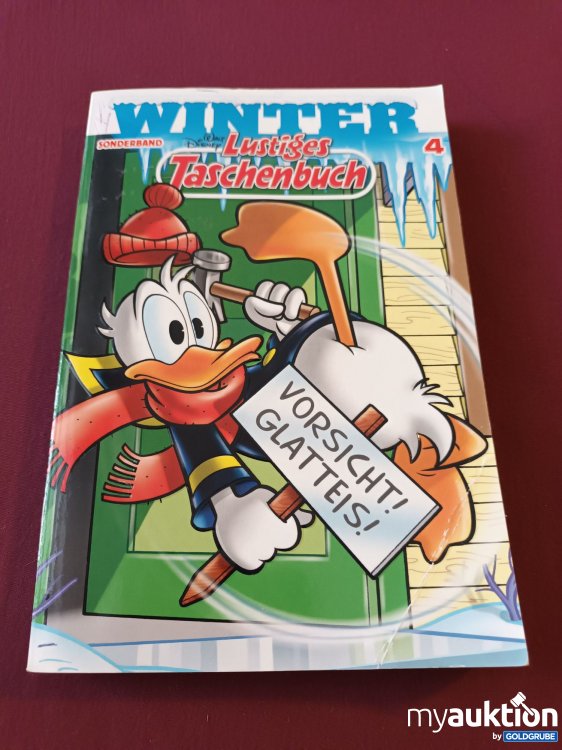 WINTER
SONDERBAND
Walt Disney
Lustiges
Taschenbuch
4
VORSICHT!
GLATTEIS!
myauktion
by GOLDGRUBE